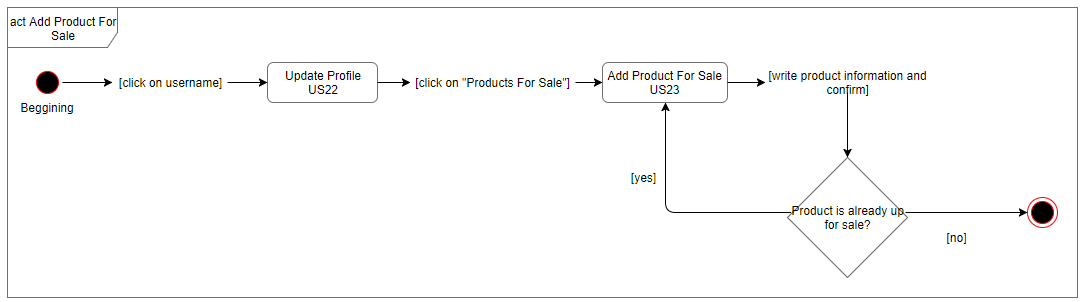 act Add Product For
Sale
Beggining
[click on username]
Update Profile
US22
[click on "Products For Sale"]
Add Product For Sale
US23
[write product information and
confirm]
[yes]
Product is already up
for sale?
[no]